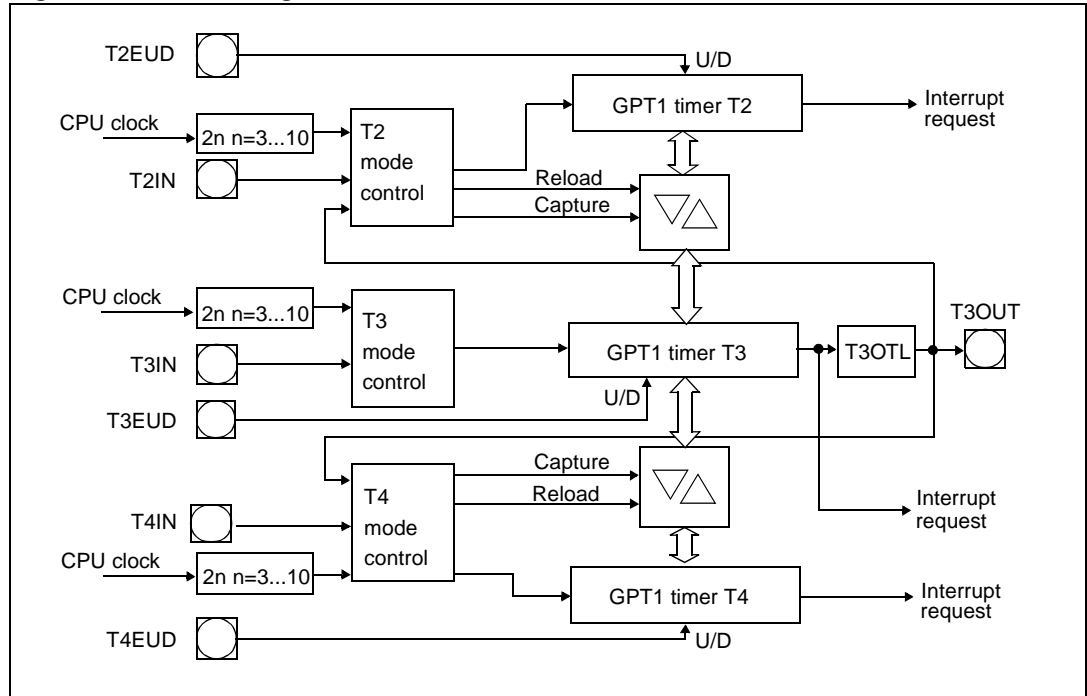 T2EUD
U/D
GPT1 timer T2
Interrupt
request
CPU clock
2n n=3...10
T2
mode
control
T2IN
Reload
Capture
CPU clock
2n n=3...10
T3
mode
control
T3IN
T3EUD
GPT1 timer T3
U/D
T3OTL
T3OUT
Interrupt
request
Capture
Reload
T4
mode
control
T4IN
CPU clock
2n n=3...10
GPT1 timer T4
Interrupt
request
T4EUD
U/D